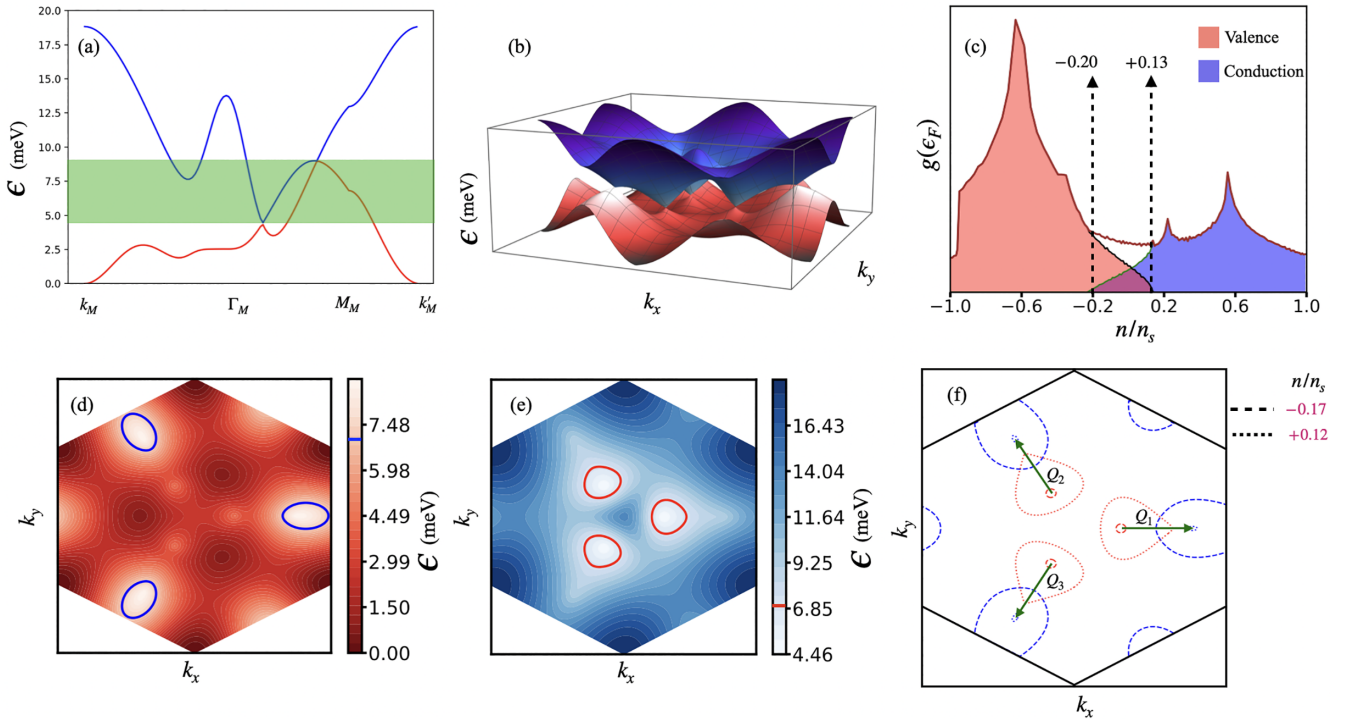 (a)
20.0
17.5
15.0
12.5
10.0
7.5
5.0
2.5
0.0
ϵ (meV)
k_M
Γ_M
M_M
k′_M
(b)
ϵ (meV)
k_x
k_y
(c)
Valence
Conduction
−0.20
+0.13
g(ϵ_F)
−1.0
−0.6
−0.2
0.2
0.6
1.0
n/n_s
(d)
k_y
k_x
7.48
5.98
4.49
2.99
1.50
0.00
ϵ (meV)
(e)
k_y
k_x
16.43
14.04
11.64
9.25
6.85
4.46
ϵ (meV)
(f)
Q_2
Q_1
Q_3
k_y
k_x
n/n_s
−0.17
+0.12